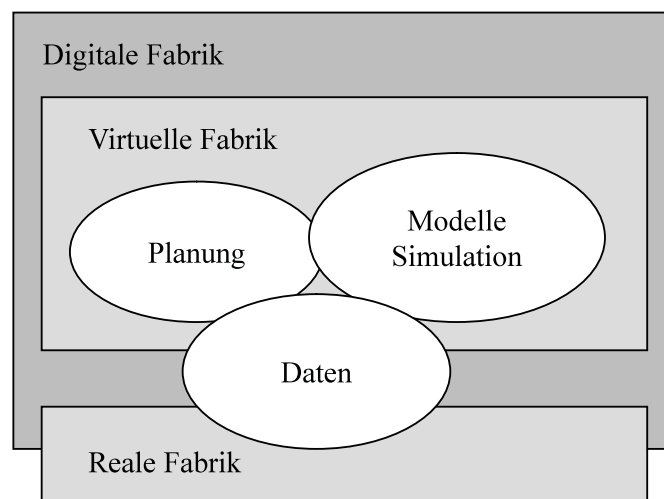 Digitale Fabrik
Virtuelle Fabrik
Modelle
Simulation
Planung
Daten
Reale Fabrik